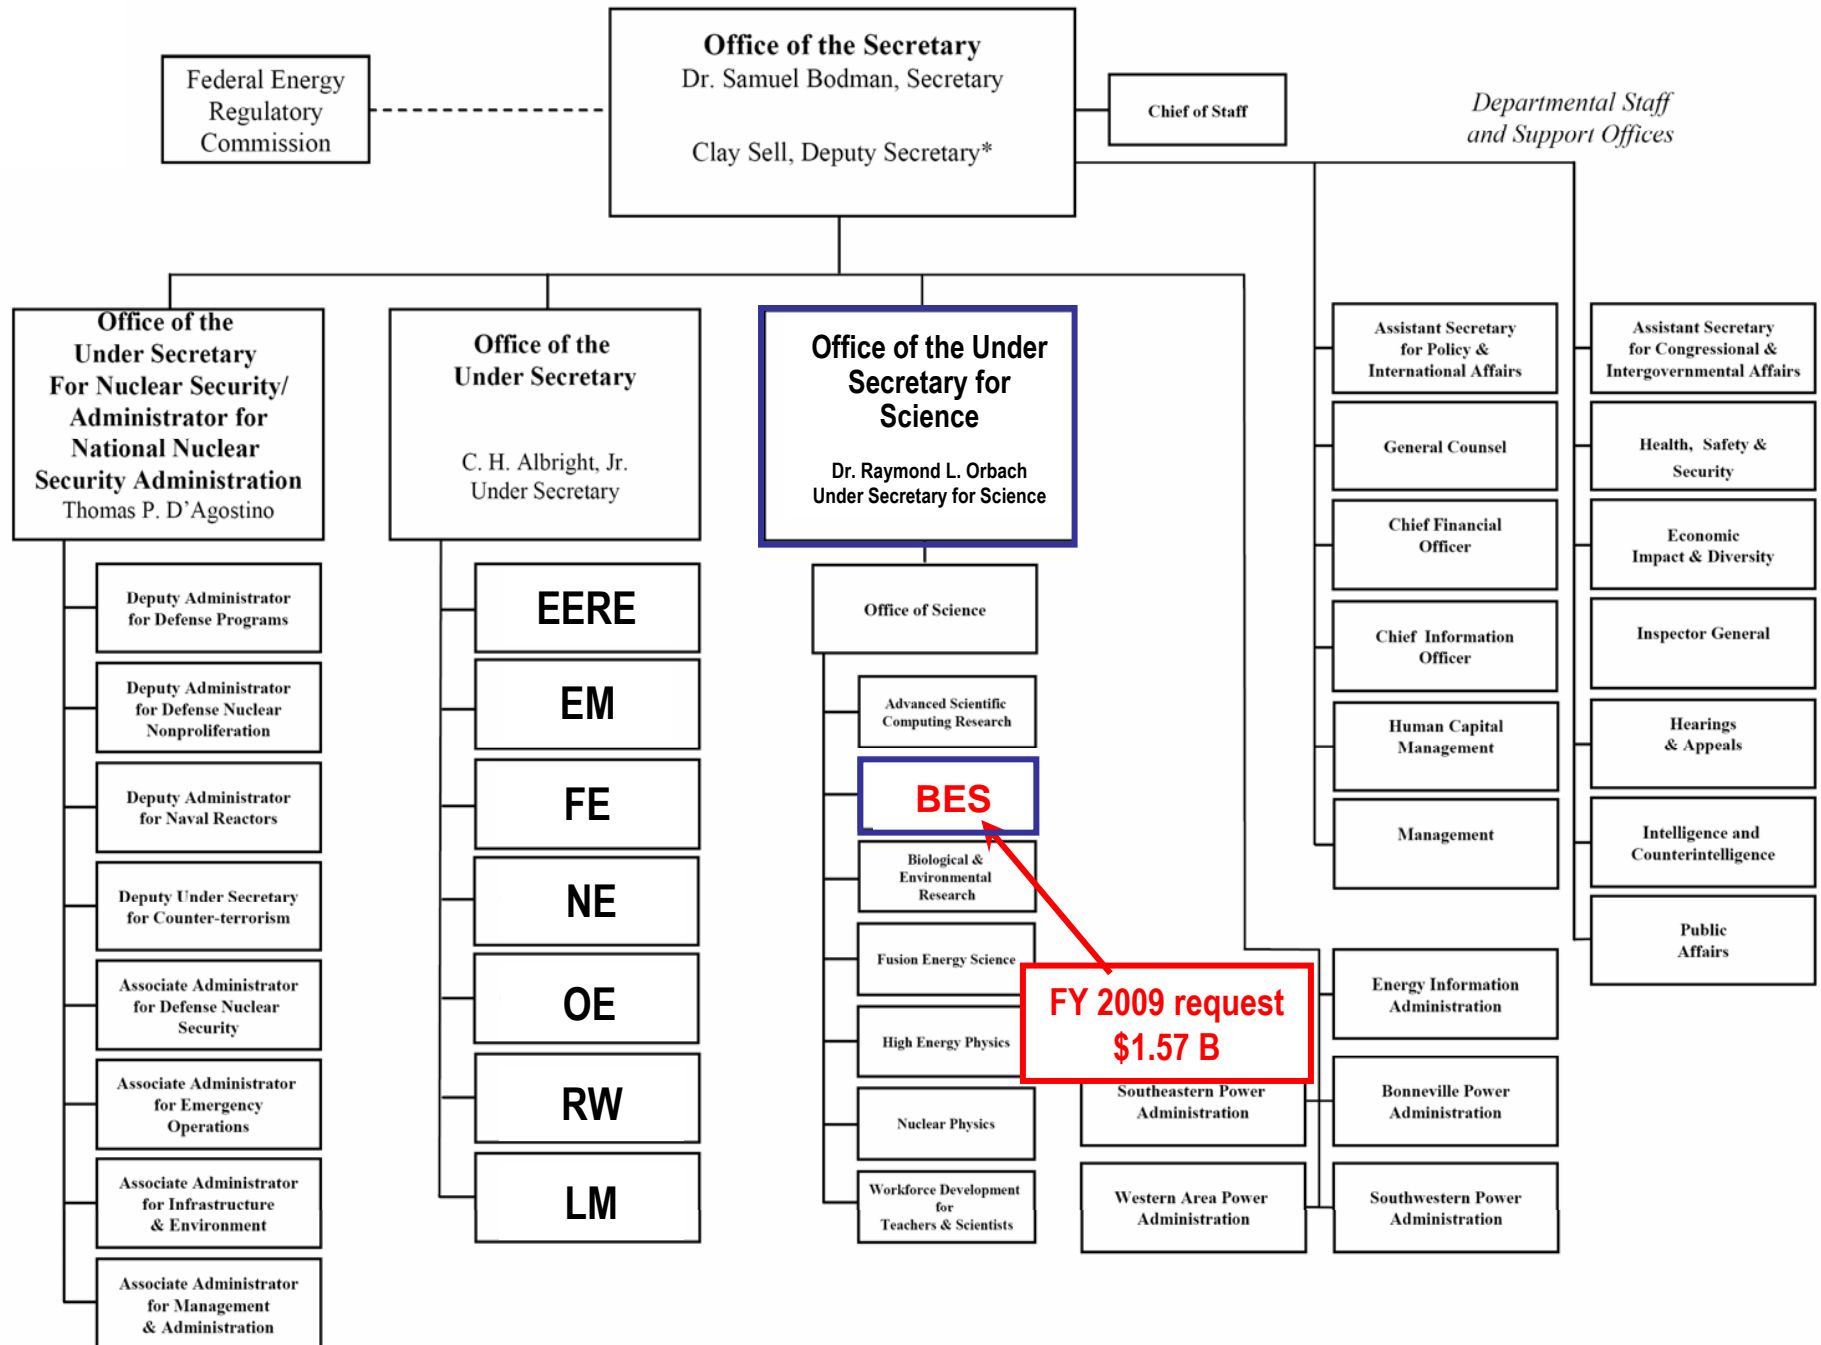 Office of the Secretary
Dr. Samuel Bodman, Secretary
Clay Sell, Deputy Secretary*
Federal Energy
Regulatory
Commission
Chief of Staff
Departmental Staff
and Support Offices
Office of the
Under Secretary
For Nuclear Security/
Administrator for
National Nuclear
Security Administration
Thomas P. D'Agostino
Deputy Administrator
for Defense Programs
Deputy Administrator
for Defense Nuclear
Nonproliferation
Deputy Administrator
for Naval Reactors
Deputy Under Secretary
for Counter-terrorism
Associate Administrator
for Defense Nuclear
Security
Associate Administrator
for Emergency
Operations
Associate Administrator
for Infrastructure
& Environment
Associate Administrator
for Management
& Administration
Office of the
Under Secretary
C. H. Albright, Jr.
Under Secretary
EERE
EM
FE
NE
OE
RW
LM
Office of the Under
Secretary for
Science
Dr. Raymond L. Orbach
Under Secretary for Science
Office of Science
Advanced Scientific
Computing Research
BES
Biological &
Environmental
Research
Fusion Energy Science
High Energy Physics
Nuclear Physics
Workforce Development
for
Teachers & Scientists
FY 2009 request
$1.57 B
Assistant Secretary
for Policy &
International Affairs
General Counsel
Chief Financial
Officer
Chief Information
Officer
Human Capital
Management
Management
Assistant Secretary
for Congressional &
Intergovernmental Affairs
Health, Safety &
Security
Economic
Impact & Diversity
Inspector General
Hearings
& Appeals
Intelligence and
Counterintelligence
Public
Affairs
Energy Information
Administration
Southeastern Power
Administration
Bonneville Power
Administration
Western Area Power
Administration
Southwestern Power
Administration